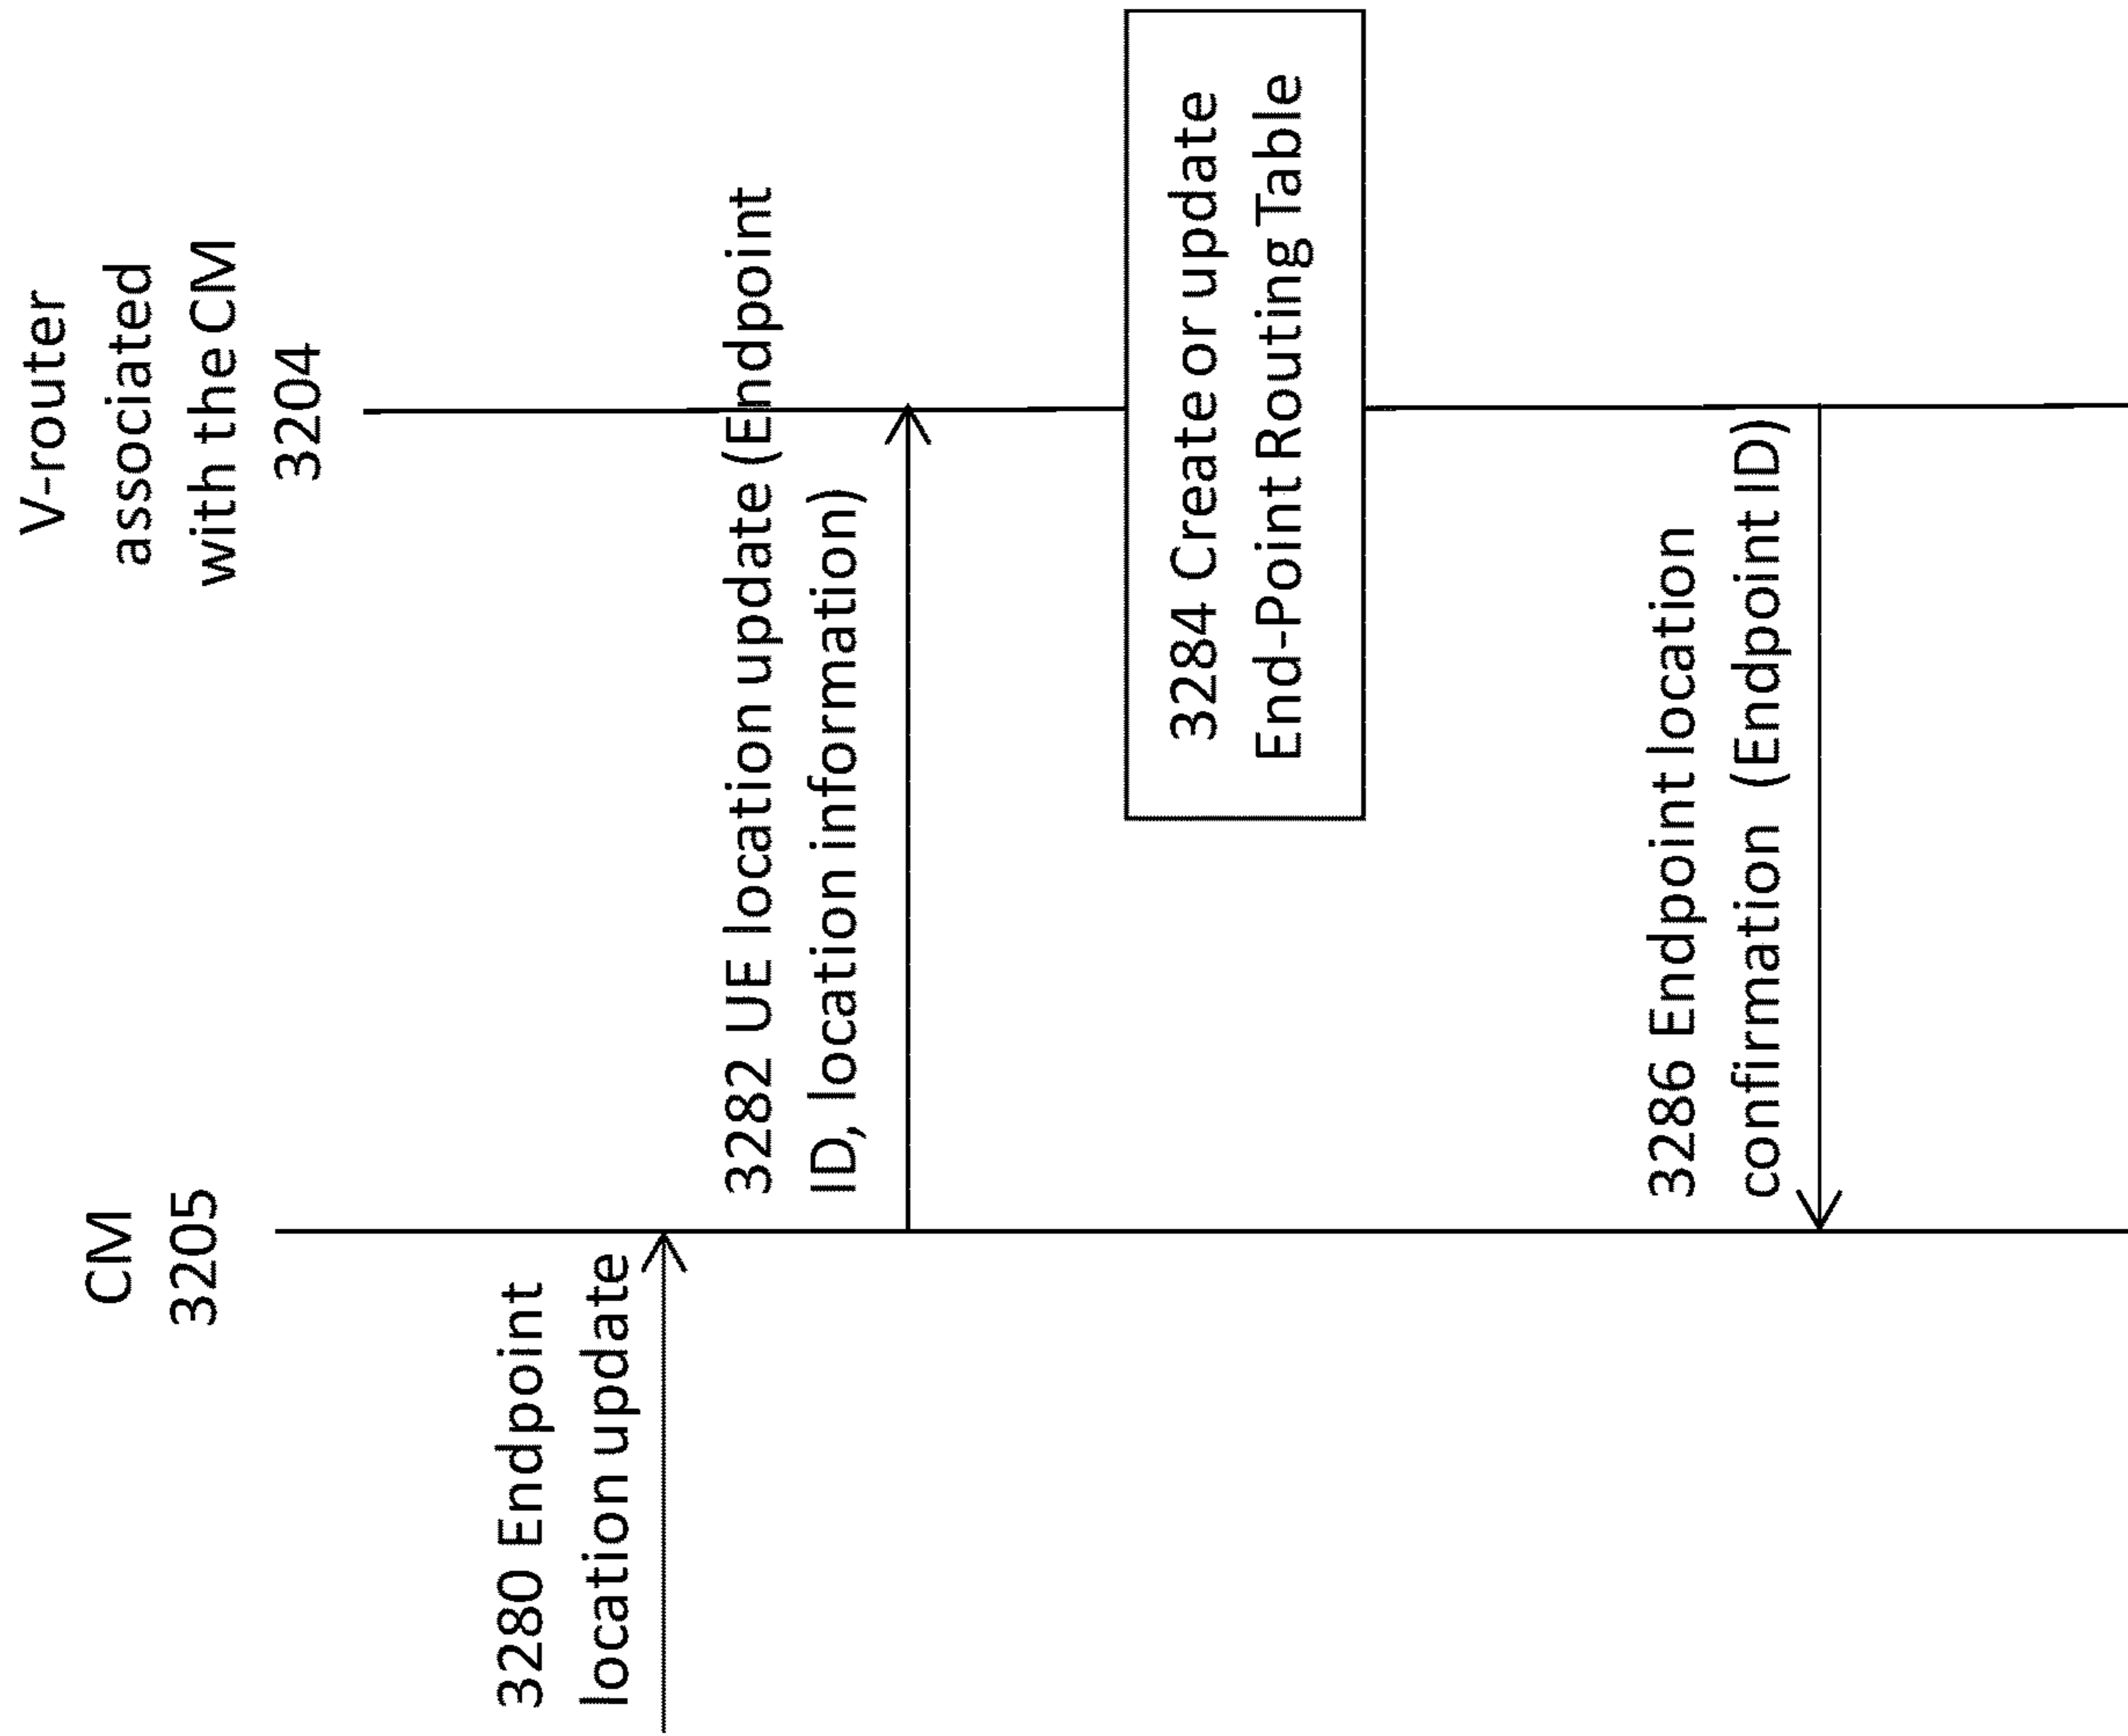 CM
3205
V-router
associated
with the CM
3204
3280 Endpoint
location update
3282 UE location update (Endpoint
ID, location information)
3284 Create or update
End-Point Routing Table
3286 Endpoint location
confirmation (Endpoint ID)